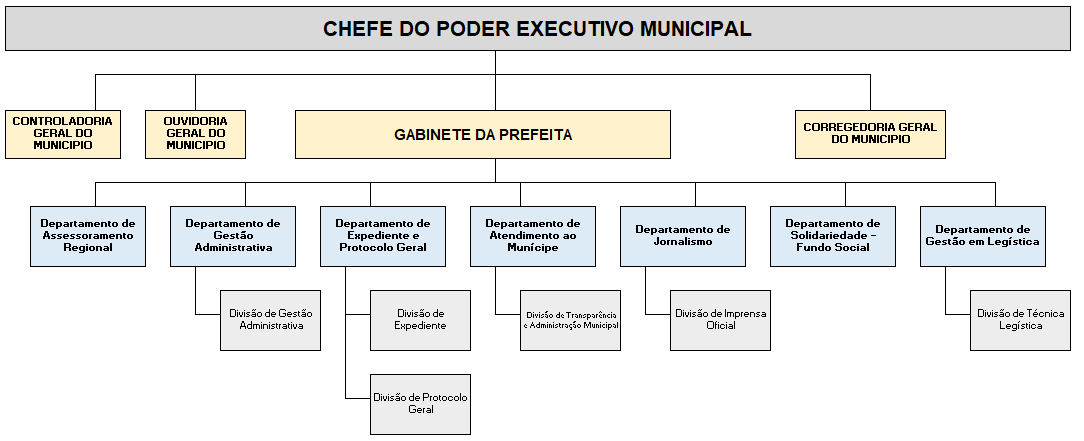 CHEFE DO PODER EXECUTIVO MUNICIPAL
CONTROLADORIA
GERAL DO
MUNICIPIO
OUVIDORIA
GERAL DO
MUNICIPIO
GABINETE DA PREFEITA
CORREGEDORIA GERAL
DO MUNICIPIO
Departamento de
Assessoramento
Regional
Departamento de
Gestão
Administrativa
Departamento de
Expediente e
Protocolo Geral
Departamento de
Atendimento ao
Munícipe
Departamento de
Jornalismo
Departamento de
Solidariedade –
Fundo Social
Departamento de
Gestão em Legística
Divisão de Gestão
Administrativa
Divisão de
Expediente
Divisão de Transparência
e Administração Municipal
Divisão de Imprensa
Oficial
Divisão de Técnica
Legística
Divisão de Protocolo
Geral